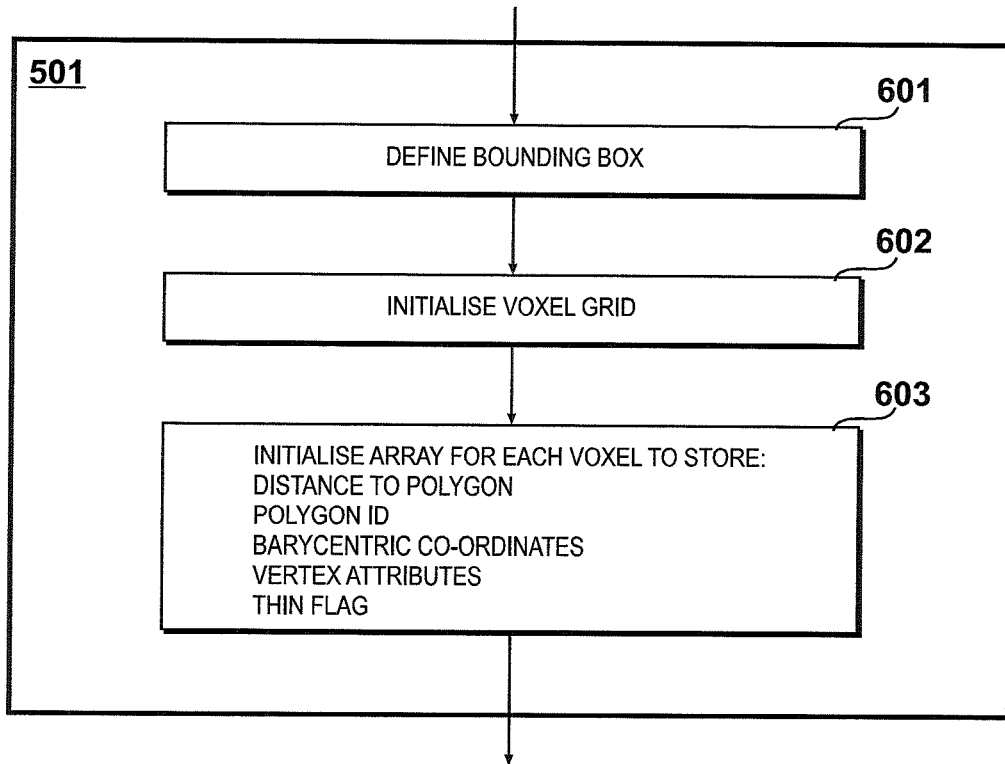 501
601
DEFINE BOUNDING BOX
602
INITIALISE VOXEL GRID
603
INITIALISE ARRAY FOR EACH VOXEL TO STORE:
DISTANCE TO POLYGON
POLYGON ID
BARYCENTRIC CO-ORDINATES
VERTEX ATTRIBUTES
THIN FLAG